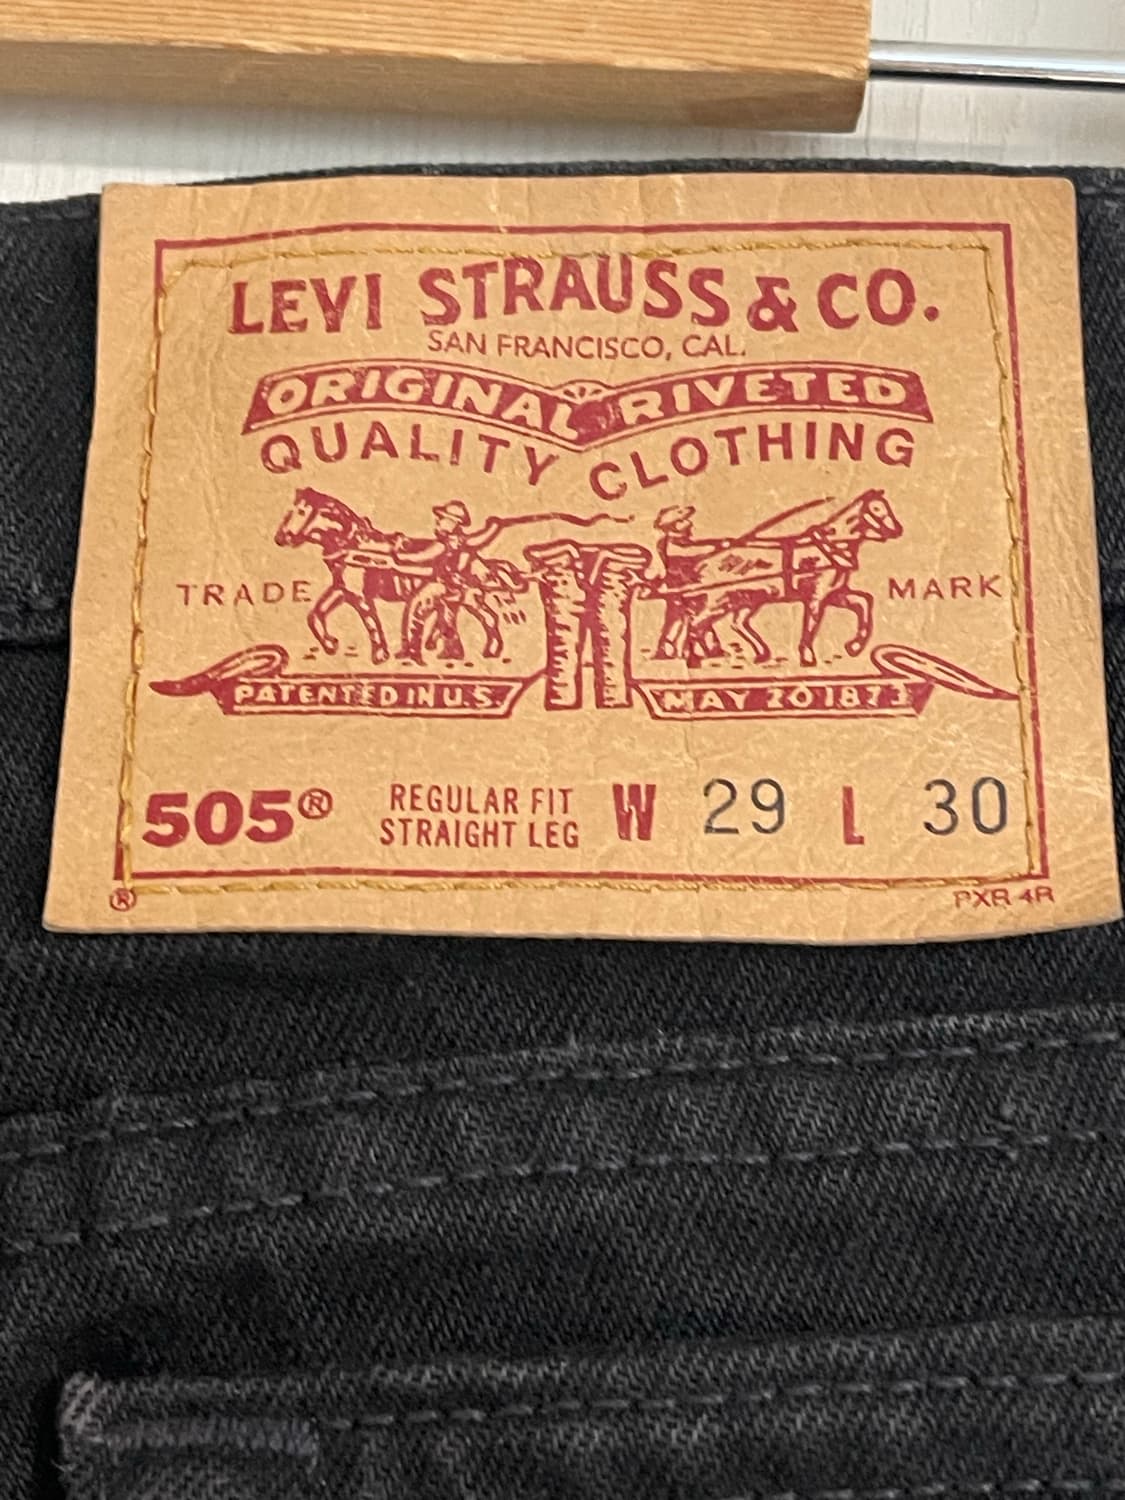 LEVI STRAUSS & CO.
SAN FRANCISCO, CAL.
ORIGINAL RIVETED
QUALITY CLOTHING
TRADE MARK
PATENTED IN U.S. MAY 20 1873
505® REGULAR FIT STRAIGHT LEG W 29 L 30
® PXR 4R